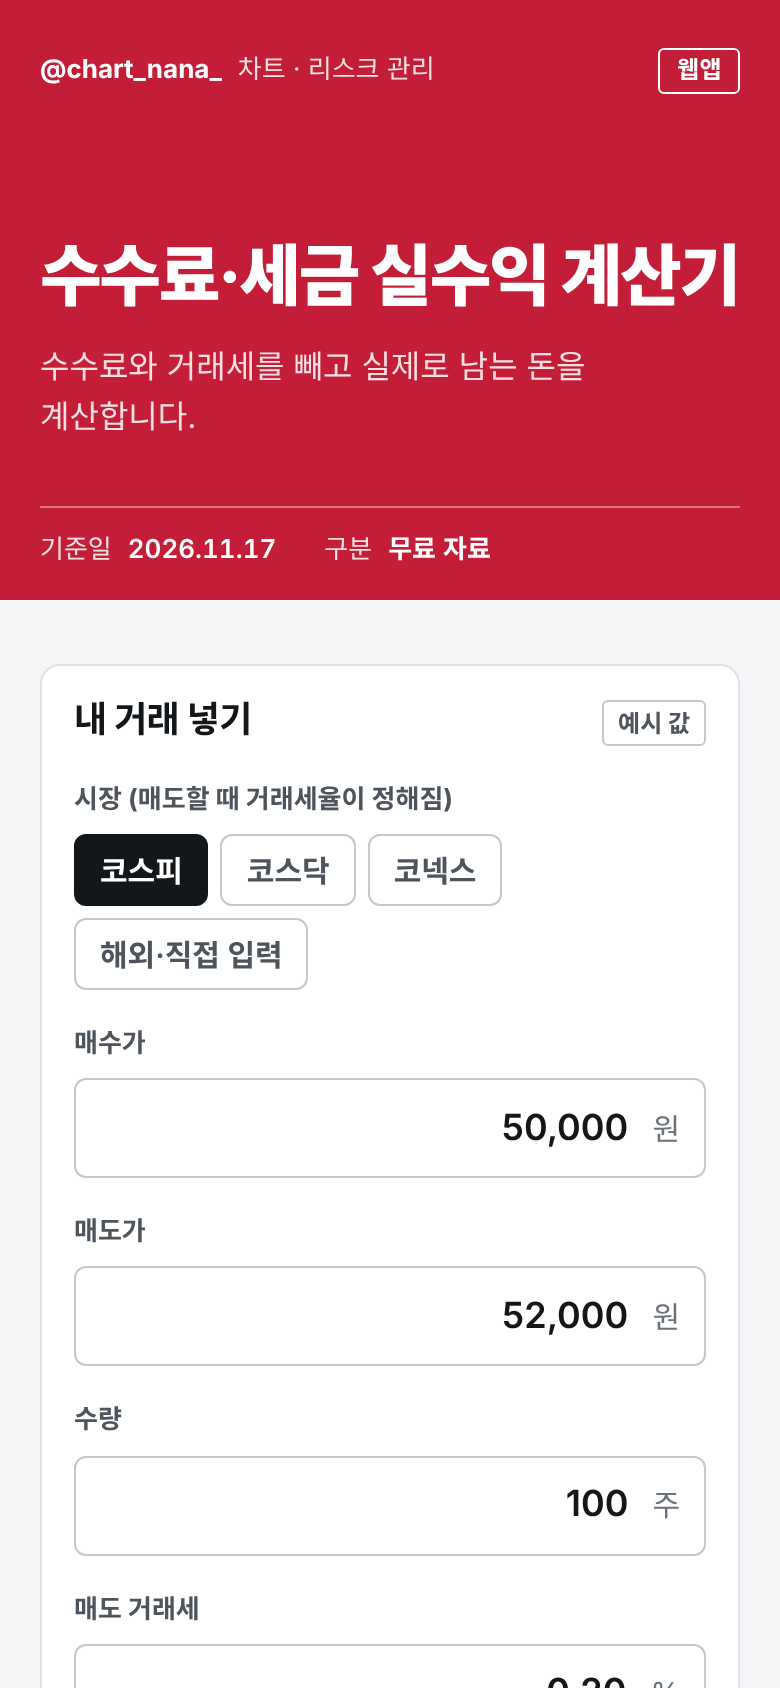 @chart_nana_ 차트 · 리스크 관리
웹앱
수수료·세금 실수익 계산기
수수료와 거래세를 빼고 실제로 남는 돈을
계산합니다.
기준일 2026.11.17 구분 무료 자료
내 거래 넣기
예시 값
시장 (매도할 때 거래세율이 정해짐)
코스피 코스닥 코넥스
해외·직접 입력
매수가
50,000 원
매도가
52,000 원
수량
100 주
매도 거래세
0.20 %